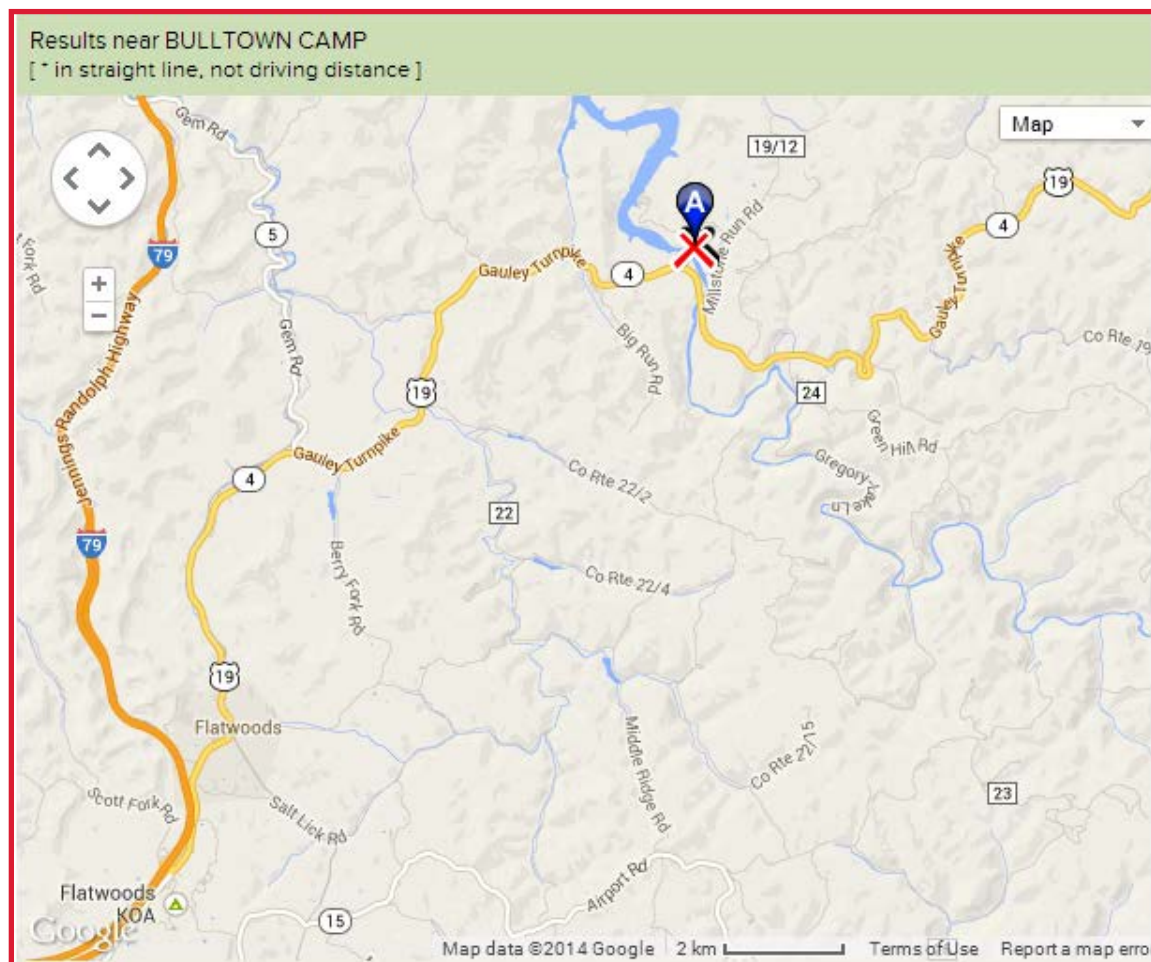 Results near BULLTOWN CAMP
[ * in straight line, not driving distance ]
Map
Gem Rd
19/12
19
4
A
5
79
Gauley Turnpike
4
Millstone Run Rd
Gauley Turnpike
Fork Rd
+
−
Gem Rd
Big Run Rd
Co Rte 19
Jennings Randolph Highway
19
24
Green Hill Rd
Gauley Turnpike
4
Co Rte 22/2
Gregory Lake Ln
22
79
Berry Fork Rd
Co Rte 22/4
19
Flatwoods
Middle Ridge Rd
Co Rte 22/15
Scott Fork Rd
Salt Lick Rd
23
Airport Rd
Flatwoods
KOA
15
Google
Map data ©2014 Google
2 km
Terms of Use
Report a map erro